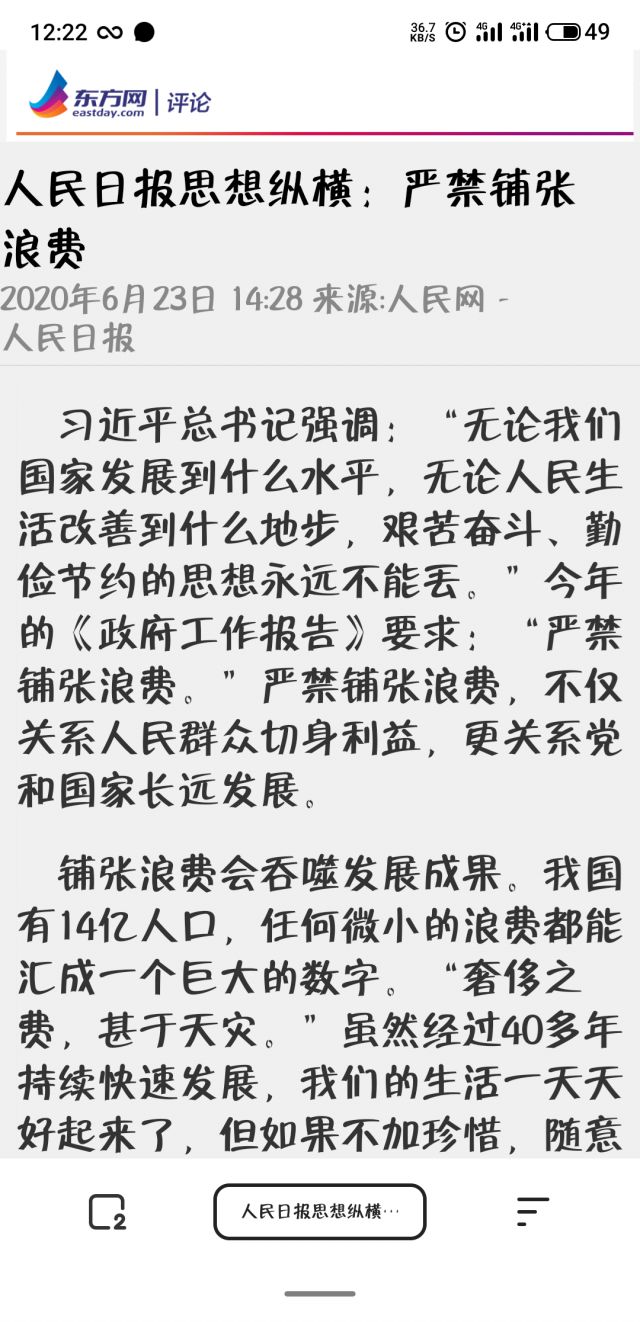 12:22
36.7
KB/S
4G
4G+
49
东方网 | 评论
eastday.com
人民日报思想纵横：严禁铺张
浪费
2020年6月23日 14:28 来源:人民网 -
人民日报
习近平总书记强调：“无论我们
国家发展到什么水平，无论人民生
活改善到什么地步，艰苦奋斗、勤
俭节约的思想永远不能丢。”今年
的《政府工作报告》要求：“严禁
铺张浪费。”严禁铺张浪费，不仅
关系人民群众切身利益，更关系党
和国家长远发展。
铺张浪费会吞噬发展成果。我国
有14亿人口，任何微小的浪费都能
汇成一个巨大的数字。“奢侈之
费，甚于天灾。”虽然经过40多年
持续快速发展，我们的生活一天天
好起来了，但如果不加珍惜，随意
2
人民日报思想纵横…